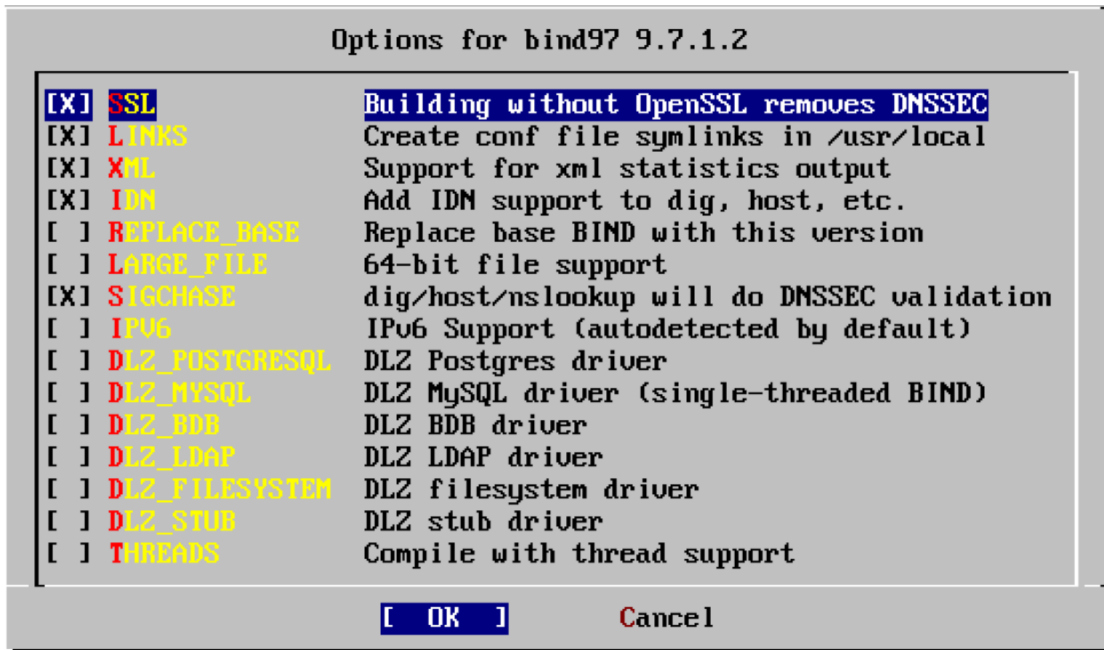 Options for bind97 9.7.1.2
[X] SSL Building without OpenSSL removes DNSSEC
[X] LINKS Create conf file symlinks in /usr/local
[X] XML Support for xml statistics output
[X] IDN Add IDN support to dig, host, etc.
[ ] REPLACE_BASE Replace base BIND with this version
[ ] LARGE_FILE 64-bit file support
[X] SIGCHASE dig/host/nslookup will do DNSSEC validation
[ ] IPV6 IPv6 Support (autodetected by default)
[ ] DLZ_POSTGRESQL DLZ Postgres driver
[ ] DLZ_MYSQL DLZ MySQL driver (single-threaded BIND)
[ ] DLZ_BDB DLZ BDB driver
[ ] DLZ_LDAP DLZ LDAP driver
[ ] DLZ_FILESYSTEM DLZ filesystem driver
[ ] DLZ_STUB DLZ stub driver
[ ] THREADS Compile with thread support
[ OK ] Cancel